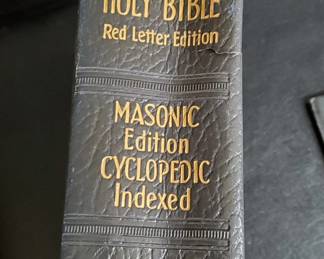 HOLY BIBLE
Red Letter Edition
MASONIC
Edition
CYCLOPEDIC
Indexed